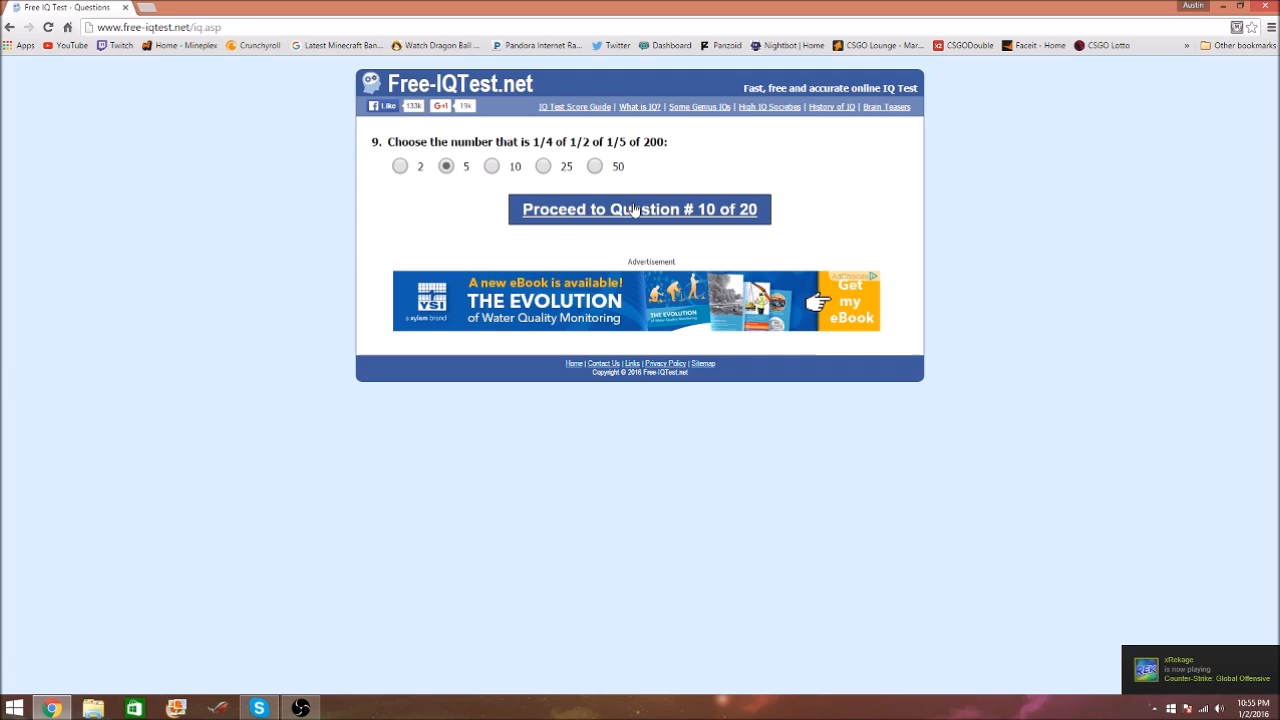 Free IQ Test - Questions
Austin
www.free-iqtest.net/iq.asp
Apps YouTube Twitch Home - Mineplex Crunchyroll Latest Minecraft Ban... Watch Dragon Ball ... Pandora Internet Ra... Twitter Dashboard Panzoid Nightbot | Home CSGO Lounge - Mar... CSGODouble Faceit - Home CSGO Lotto » Other bookmarks
Free-IQTest.net
Fast, free and accurate online IQ Test
Like 133k G+1 19k
IQ Test Score Guide | What is IQ? | Some Genius IQs | High IQ Societies | History of IQ | Brain Teasers
9. Choose the number that is 1/4 of 1/2 of 1/5 of 200:
2 5 10 25 50
Proceed to Question # 10 of 20
Advertisement
YSI
a xylem brand
A new eBook is available!
THE EVOLUTION
of Water Quality Monitoring
THE EVOLUTION
AdChoices
Get
my
eBook
Home | Contact Us | Links | Privacy Policy | Sitemap
Copyright © 2016 Free-IQTest.net
REK
xRekage
is now playing
Counter-Strike: Global Offensive
10:55 PM
1/2/2016